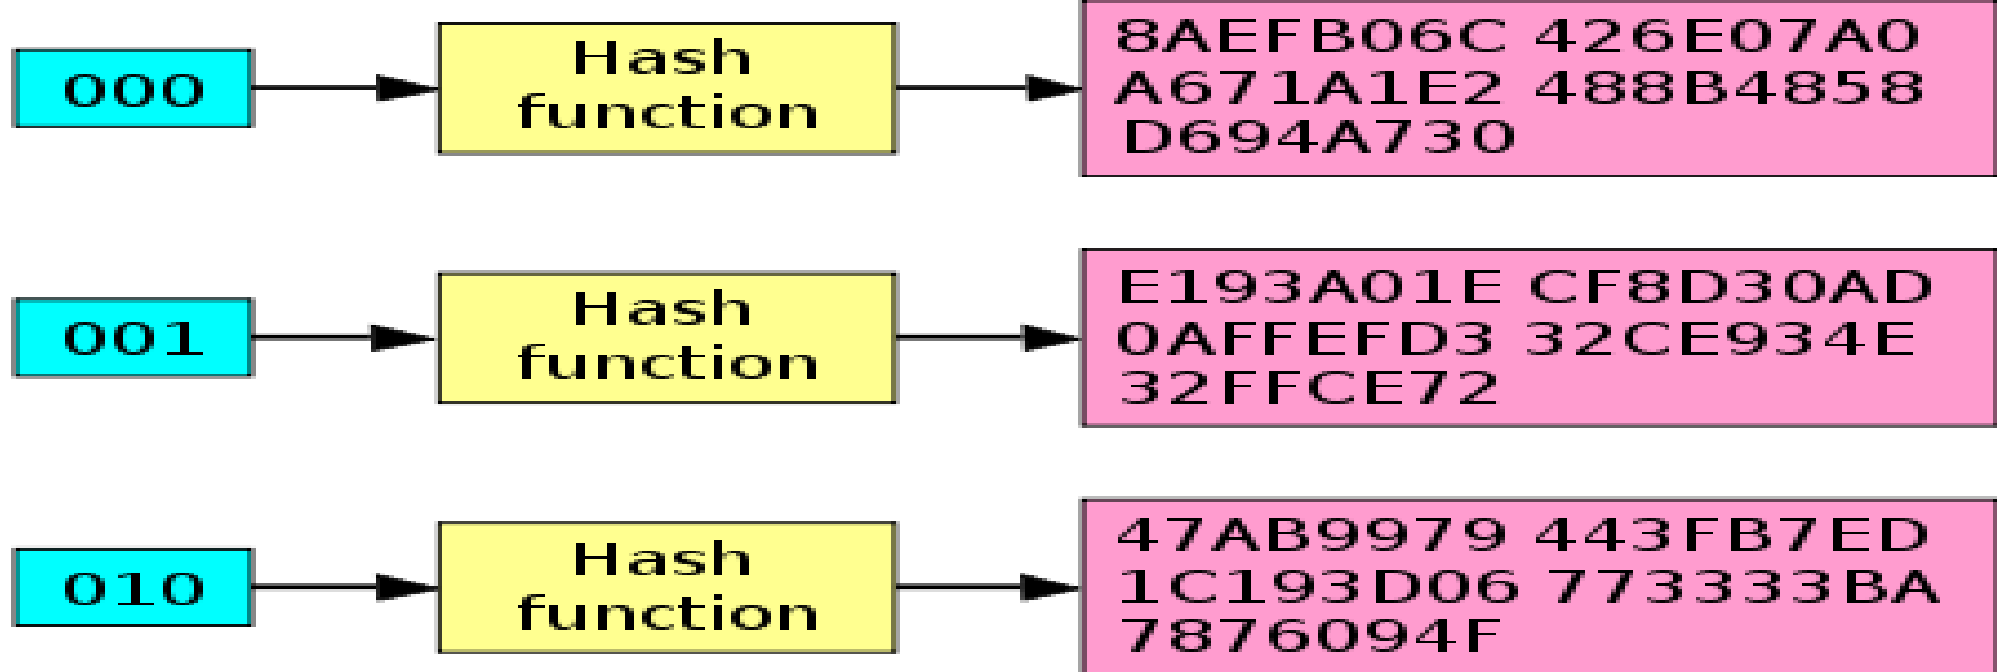 000
Hash
function
8AEFB06C 426E07A0
A671A1E2 488B4858
D694A730
001
Hash
function
E193A01E CF8D30AD
0AFFEFD3 32CE934E
32FFCE72
010
Hash
function
47AB9979 443FB7ED
1C193D06 773333BA
7876094F